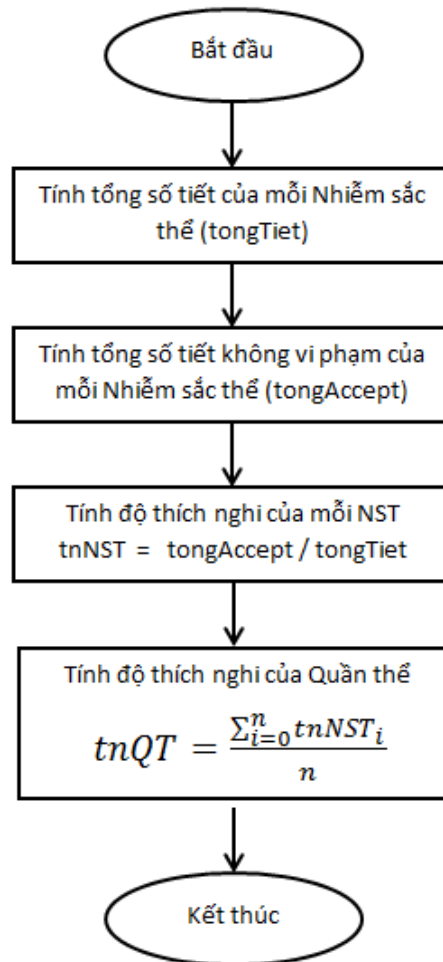 Bắt đầu
Tính tổng số tiết của mỗi Nhiễm sắc
thể (tongTiet)
Tính tổng số tiết không vi phạm của
mỗi Nhiễm sắc thể (tongAccept)
Tính độ thích nghi của mỗi NST
tnNST = tongAccept / tongTiet
Tính độ thích nghi của Quần thể
tnQT = \frac{\sum_{i=0}^{n} tnNST_i}{n}
Kết thúc